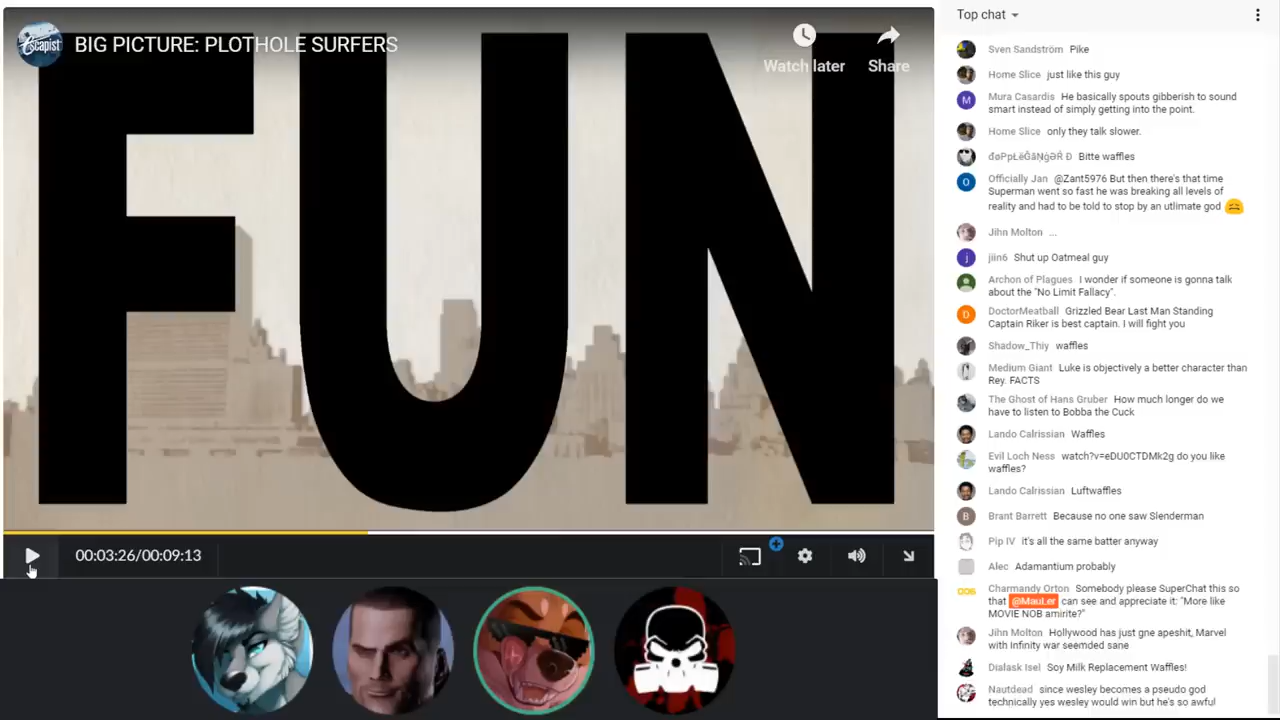 Escapist
BIG PICTURE: PLOTHOLE SURFERS
Watch later
Share
FUN
00:03:26/00:09:13
Top chat
Sven Sandstrom Pike
Home Slice just like this guy
Mura Casardis He basically spouts gibberish to sound
smart instead of simply getting into the point.
Home Slice only they talk slower.
Bitte waffles
Officially Jan @Zant5976 But then there's that time
Superman went so fast he was breaking all levels of
reality and had to be told to stop by an utlimate god
Jihn Molton ...
jiin6 Shut up Oatmeal guy
Archon of Plagues I wonder if someone is gonna talk
about the "No Limit Fallacy".
DoctorMeatball Grizzled Bear Last Man Standing
Captain Riker is best captain. I will fight you
Shadow_Thiy waffles
Medium Giant Luke is objectively a better character than
Rey. FACTS
The Ghost of Hans Gruber How much longer do we
have to listen to Bobba the Cuck
Lando Calrissian Waffles
Evil Loch Ness watch?v=eDU0CTDMk2g do you like
waffles?
Lando Calrissian Luftwaffles
Brant Barrett Because no one saw Slenderman
Pip IV it's all the same batter anyway
Alec Adamantium probably
Charmandy Orton Somebody please SuperChat this so
that @MauLer can see and appreciate it: "More like
MOVIE NOB amirite?"
Jihn Molton Hollywood has just gne apeshit, Marvel
with Infinity war seemded sane
Dialask Isel Soy Milk Replacement Waffles!
Nautdead since wesley becomes a pseudo god
technically yes wesley would win but he's so awful